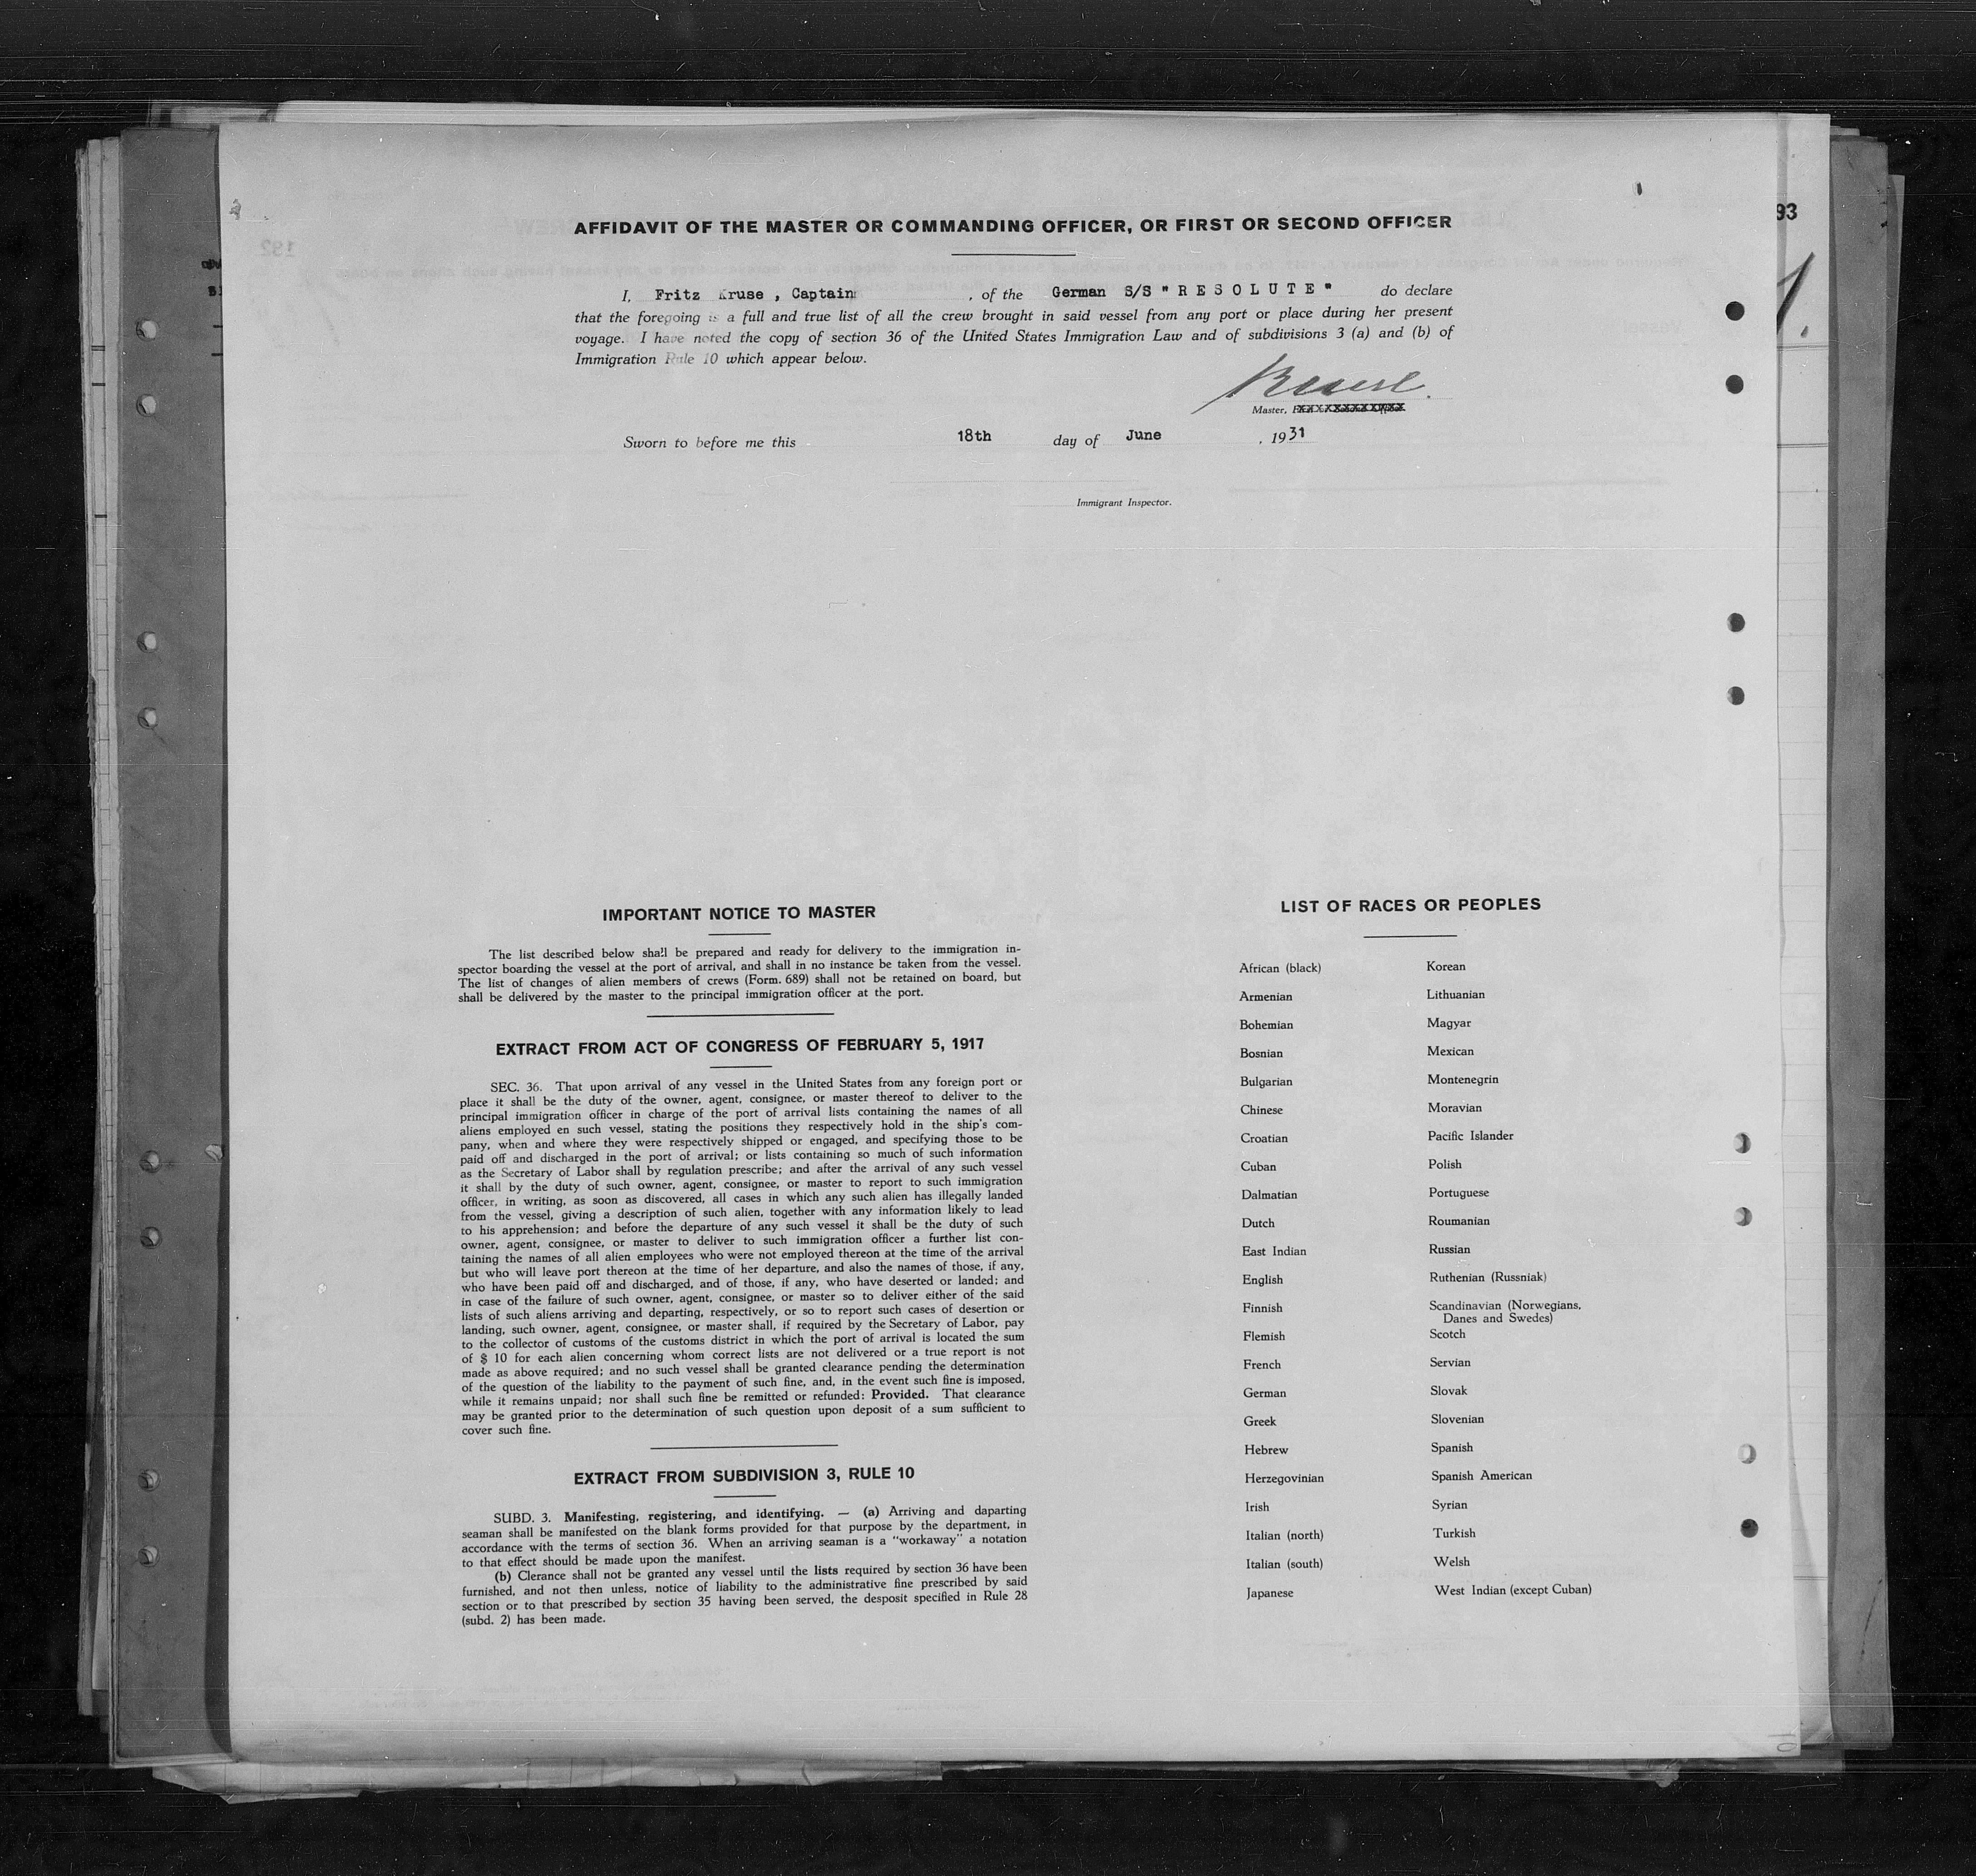 AFFIDAVIT OF THE MASTER OR COMMANDING OFFICER, OR FIRST OR SECOND OFFICER
93
I, Fritz Kruse , Captain , of the German S/S " R E S O L U T E " do declare
that the foregoing is a full and true list of all the crew brought in said vessel from any port or place during her present
voyage. I have noted the copy of section 36 of the United States Immigration Law and of subdivisions 3 (a) and (b) of
Immigration Rule 10 which appear below.
Kruse.
Master,
Sworn to before me this 18th day of June , 1931
Immigrant Inspector.
IMPORTANT NOTICE TO MASTER
The list described below shall be prepared and ready for delivery to the immigration in-
spector boarding the vessel at the port of arrival, and shall in no instance be taken from the vessel.
The list of changes of alien members of crews (Form. 689) shall not be retained on board, but
shall be delivered by the master to the principal immigration officer at the port.
EXTRACT FROM ACT OF CONGRESS OF FEBRUARY 5, 1917
SEC. 36. That upon arrival of any vessel in the United States from any foreign port or
place it shall be the duty of the owner, agent, consignee, or master thereof to deliver to the
principal immigration officer in charge of the port of arrival lists containing the names of all
aliens employed en such vessel, stating the positions they respectively hold in the ship's com-
pany, when and where they were respectively shipped or engaged, and specifying those to be
paid off and discharged in the port of arrival; or lists containing so much of such information
as the Secretary of Labor shall by regulation prescribe; and after the arrival of any such vessel
it shall by the duty of such owner, agent, consignee, or master to report to such immigration
officer, in writing, as soon as discovered, all cases in which any such alien has illegally landed
from the vessel, giving a description of such alien, together with any information likely to lead
to his apprehension; and before the departure of any such vessel it shall be the duty of such
owner, agent, consignee, or master to deliver to such immigration officer a further list con-
taining the names of all alien employees who were not employed thereon at the time of the arrival
but who will leave port thereon at the time of her departure, and also the names of those, if any,
who have been paid off and discharged, and of those, if any, who have deserted or landed; and
in case of the failure of such owner, agent, consignee, or master so to deliver either of the said
lists of such aliens arriving and departing, respectively, or so to report such cases of desertion or
landing, such owner, agent, consignee, or master shall, if required by the Secretary of Labor, pay
to the collector of customs of the customs district in which the port of arrival is located the sum
of $ 10 for each alien concerning whom correct lists are not delivered or a true report is not
made as above required; and no such vessel shall be granted clearance pending the determination
of the question of the liability to the payment of such fine, and, in the event such fine is imposed,
while it remains unpaid; nor shall such fine be remitted or refunded: Provided. That clearance
may be granted prior to the determination of such question upon deposit of a sum sufficient to
cover such fine.
EXTRACT FROM SUBDIVISION 3, RULE 10
SUBD. 3. Manifesting, registering, and identifying. — (a) Arriving and daparting
seaman shall be manifested on the blank forms provided for that purpose by the department, in
accordance with the terms of section 36. When an arriving seaman is a "workaway" a notation
to that effect should be made upon the manifest.
(b) Clerance shall not be granted any vessel until the lists required by section 36 have been
furnished, and not then unless, notice of liability to the administrative fine prescribed by said
section or to that prescribed by section 35 having been served, the desposit specified in Rule 28
(subd. 2) has been made.
LIST OF RACES OR PEOPLES
African (black)
Armenian
Bohemian
Bosnian
Bulgarian
Chinese
Croatian
Cuban
Dalmatian
Dutch
East Indian
English
Finnish
Flemish
French
German
Greek
Hebrew
Herzegovinian
Irish
Italian (north)
Italian (south)
Japanese
Korean
Lithuanian
Magyar
Mexican
Montenegrin
Moravian
Pacific Islander
Polish
Portuguese
Roumanian
Russian
Ruthenian (Russniak)
Scandinavian (Norwegians,
Danes and Swedes)
Scotch
Servian
Slovak
Slovenian
Spanish
Spanish American
Syrian
Turkish
Welsh
West Indian (except Cuban)